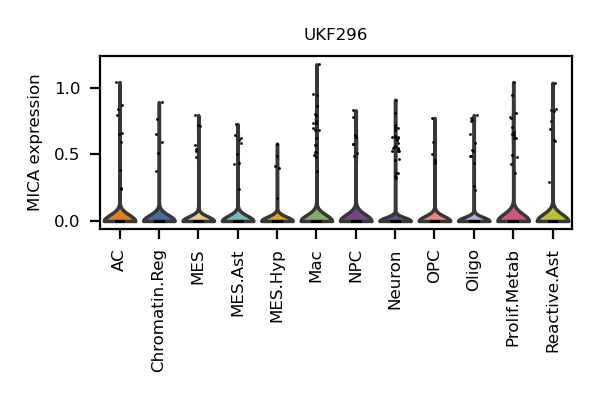 UKF296
MICA expression
1.0
0.5
0.0
AC
Chromatin.Reg
MES
MES.Ast
MES.Hyp
Mac
NPC
Neuron
OPC
Oligo
Prolif.Metab
Reactive.Ast